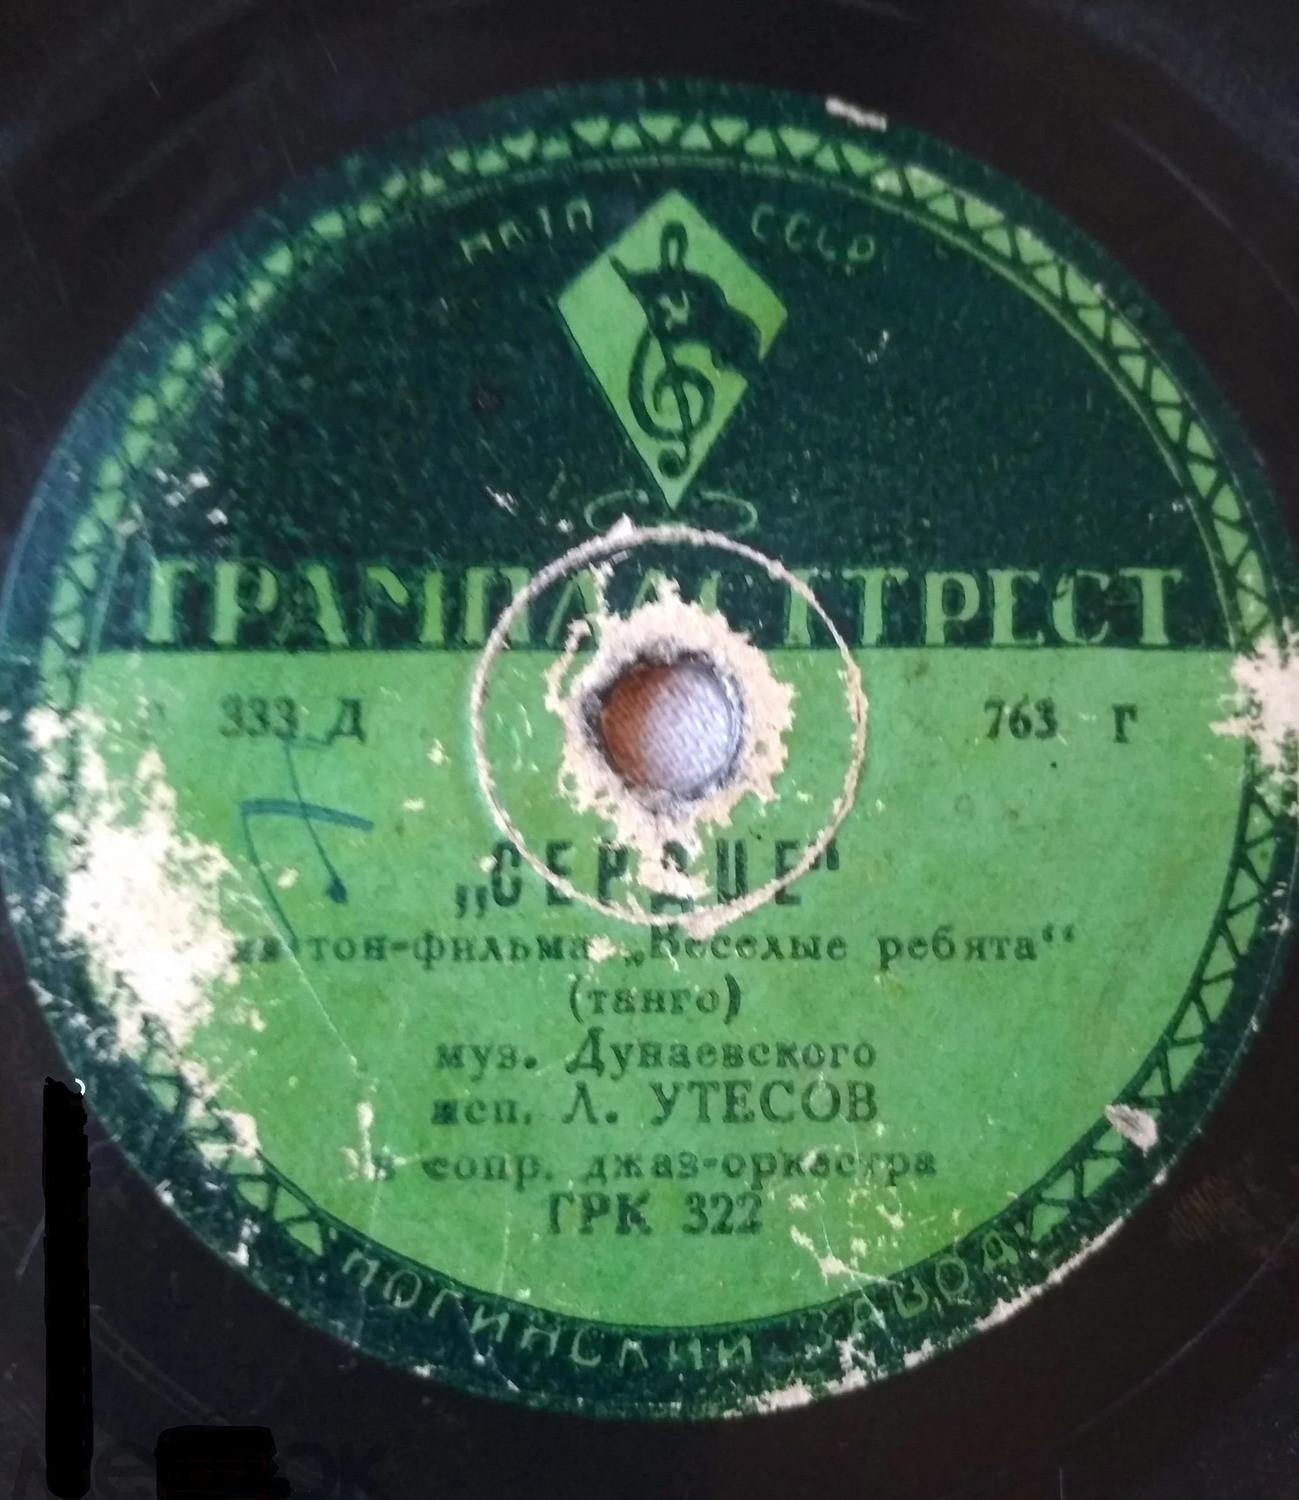 НКТП СССР
ГРАМПЛАСТТРЕСТ
333 Д 763 г
„СЕРДЦЕ“
из тон-фильма „Веселые ребята“
(танго)
муз. Дунаевского
исп. Л. УТЕСОВ
в сопр. джаз-оркестра
ГРК 322
НОГИНСКИЙ ЗАВОД